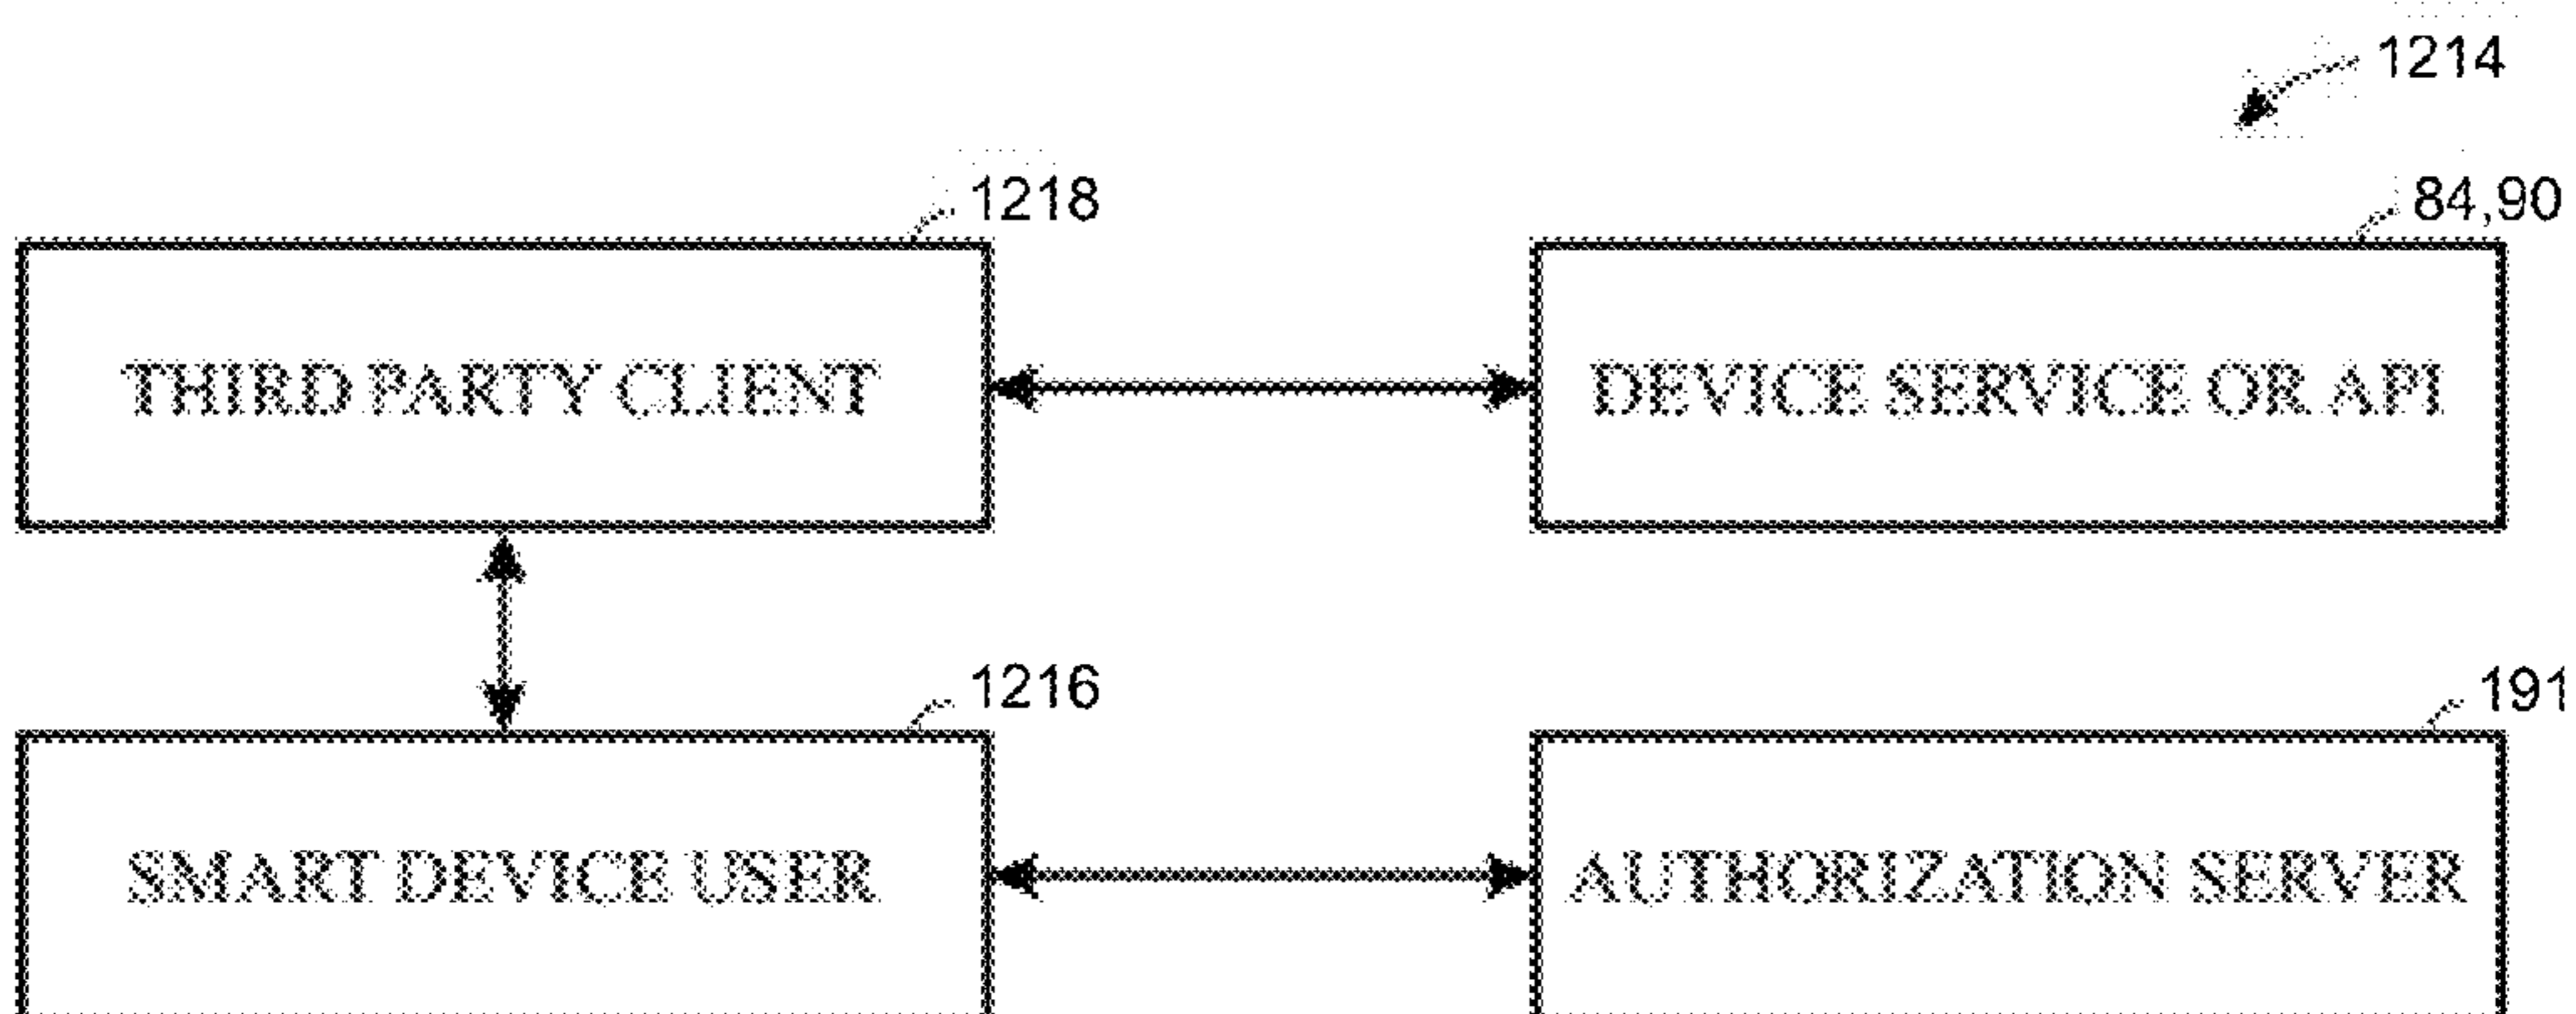 1214
1218
84,90
THIRD PARTY CLIENT
DEVICE SERVICE OR API
1216
191
SMART DEVICE USER
AUTHORIZATION SERVER